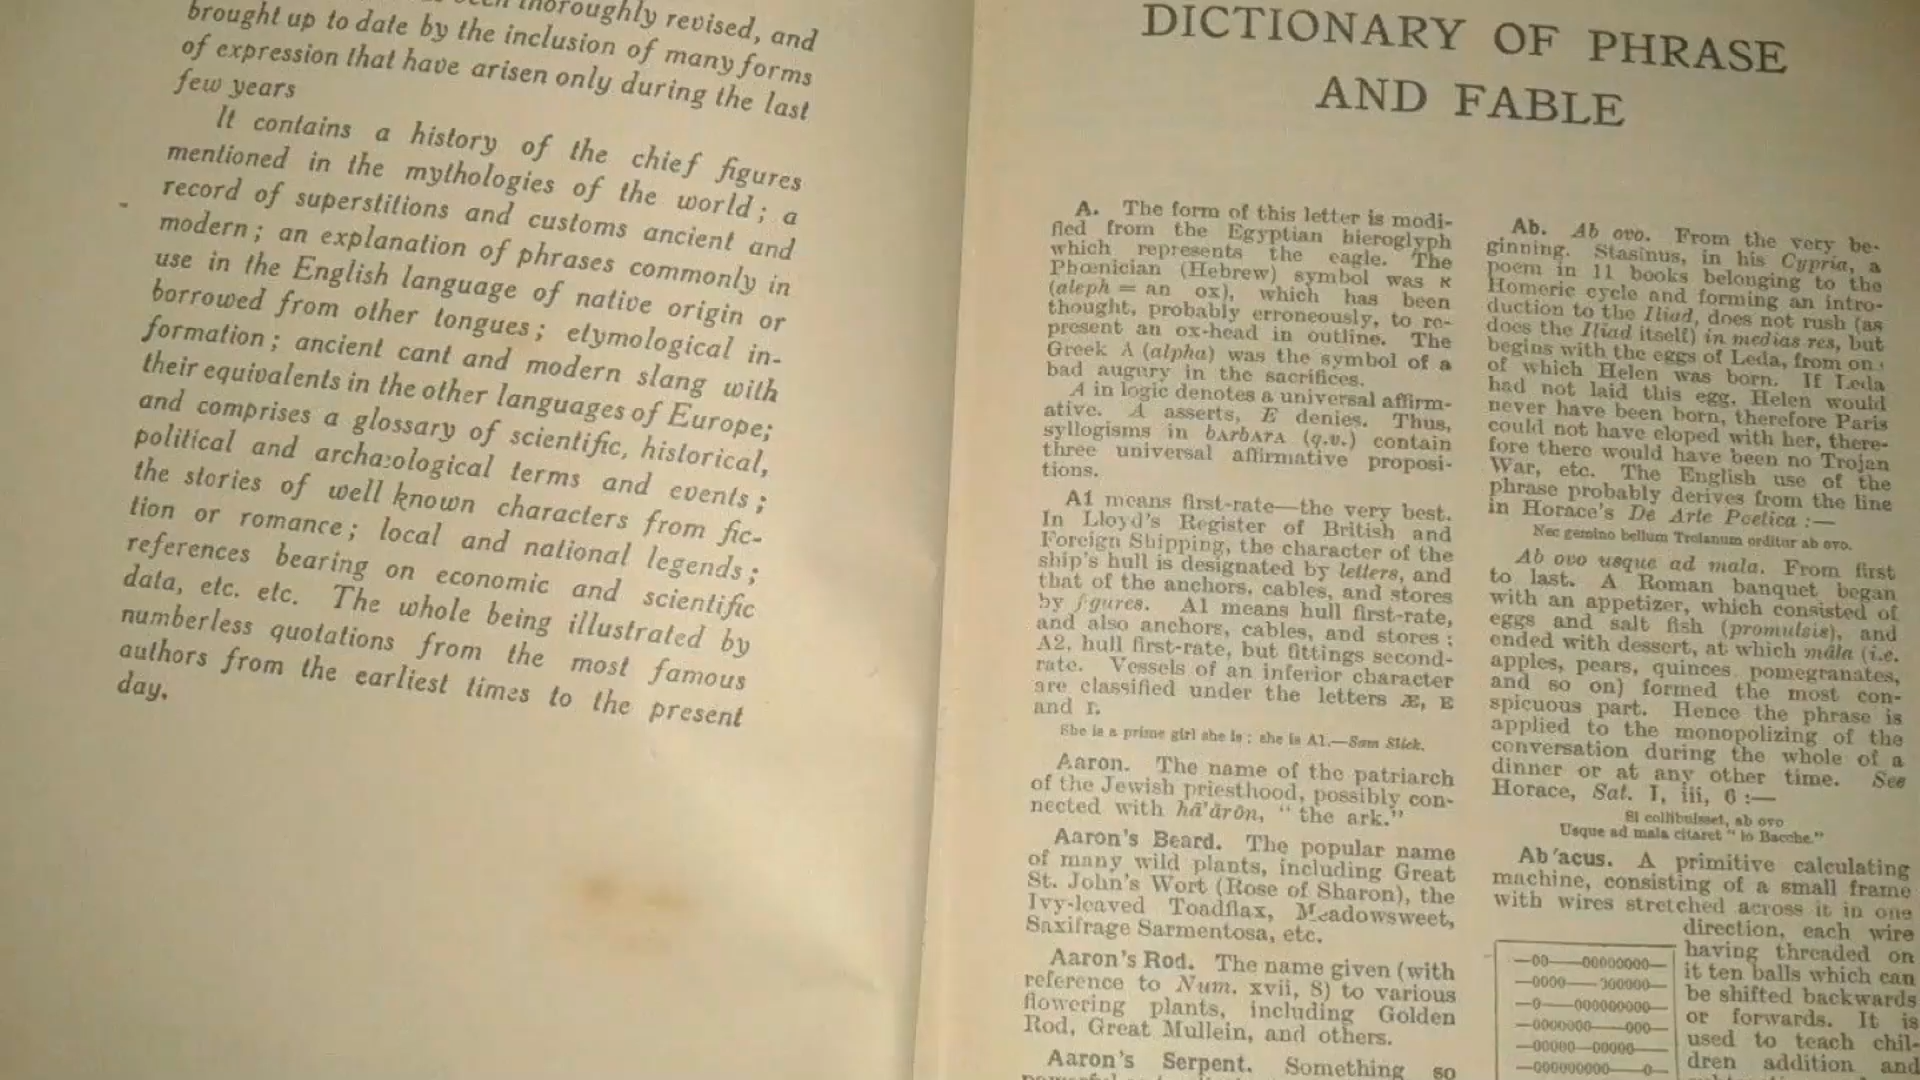 thoroughly revised, and
brought up to date by the inclusion of many forms
of expression that have arisen only during the last
few years
It contains a history of the chief figures
mentioned in the mythologies of the world; a
record of superstitions and customs ancient and
modern; an explanation of phrases commonly in
use in the English language of native origin or
borrowed from other tongues; etymological in-
formation; ancient cant and modern slang with
their equivalents in the other languages of Europe;
and comprises a glossary of scientific, historical,
political and archæological terms and events;
the stories of well known characters from fic-
tion or romance; local and national legends;
references bearing on economic and scientific
data, etc. etc. The whole being illustrated by
numberless quotations from the most famous
authors from the earliest times to the present
day.
DICTIONARY OF PHRASE
AND FABLE
A. The form of this letter is modi-
fied from the Egyptian hieroglyph
which represents the eagle. The
Phœnician (Hebrew) symbol was א
(aleph = an ox), which has been
thought, probably erroneously, to re-
present an ox-head in outline. The
Greek A (alpha) was the symbol of a
bad augury in the sacrifices.
A in logic denotes a universal affirm-
ative. A asserts, E denies. Thus,
syllogisms in bArbArA (q.v.) contain
three universal affirmative proposi-
tions.
A1 means first-rate—the very best.
In Lloyd's Register of British and
Foreign Shipping, the character of the
ship's hull is designated by letters, and
that of the anchors, cables, and stores
by figures. A1 means hull first-rate,
and also anchors, cables, and stores;
A2, hull first-rate, but fittings second-
rate. Vessels of an inferior character
are classified under the letters Æ, E
and I.
She is a prime girl she is; she is A1.—Sam Slick.
Aaron. The name of the patriarch
of the Jewish priesthood, possibly con-
nected with hā'ārōn, "the ark."
Aaron's Beard. The popular name
of many wild plants, including Great
St. John's Wort (Rose of Sharon), the
Ivy-leaved Toadflax, Meadowsweet,
Saxifrage Sarmentosa, etc.
Aaron's Rod. The name given (with
reference to Num. xvii, 8) to various
flowering plants, including Golden
Rod, Great Mullein, and others.
Aaron's Serpent. Something so
Ab. Ab ovo. From the very be-
ginning. Stasinus, in his Cypria, a
poem in 11 books belonging to the
Homeric cycle and forming an intro-
duction to the Iliad, does not rush (as
does the Iliad itself) in medias res, but
begins with the eggs of Leda, from one
of which Helen was born. If Leda
had not laid this egg, Helen would
never have been born, therefore Paris
could not have eloped with her, there-
fore there would have been no Trojan
War, etc. The English use of the
phrase probably derives from the line
in Horace's De Arte Poetica:—
Nec gemino bellum Trojanum orditur ab ovo.
Ab ovo usque ad mala. From first
to last. A Roman banquet began
with an appetizer, which consisted of
eggs and salt fish (promulsis), and
ended with dessert, at which māla (i.e.
apples, pears, quinces, pomegranates,
and so on) formed the most con-
spicuous part. Hence the phrase is
applied to the monopolizing of the
conversation during the whole of a
dinner or at any other time. See
Horace, Sat. I, iii, 6:—
Si collibuisset, ab ovo
Usque ad mala citaret "Io Bacche."
Ab'acus. A primitive calculating
machine, consisting of a small frame
with wires stretched across it in one
direction, each wire
having threaded on
it ten balls which can
be shifted backwards
or forwards. It is
used to teach chil-
dren addition and